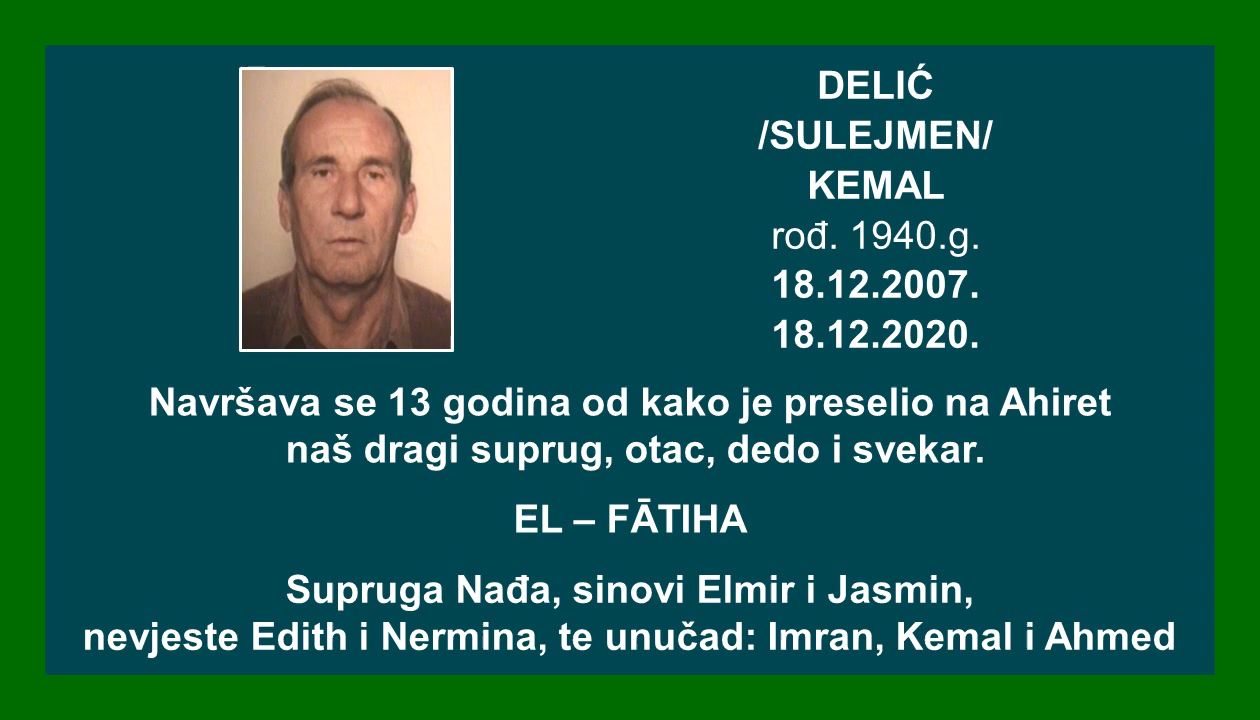 DELIĆ
/SULEJMEN/
KEMAL
rođ. 1940.g.
18.12.2007.
18.12.2020.
Navršava se 13 godina od kako je preselio na Ahiret
naš dragi suprug, otac, dedo i svekar.
EL – FĀTIHA
Supruga Nađa, sinovi Elmir i Jasmin,
nevjeste Edith i Nermina, te unučad: Imran, Kemal i Ahmed